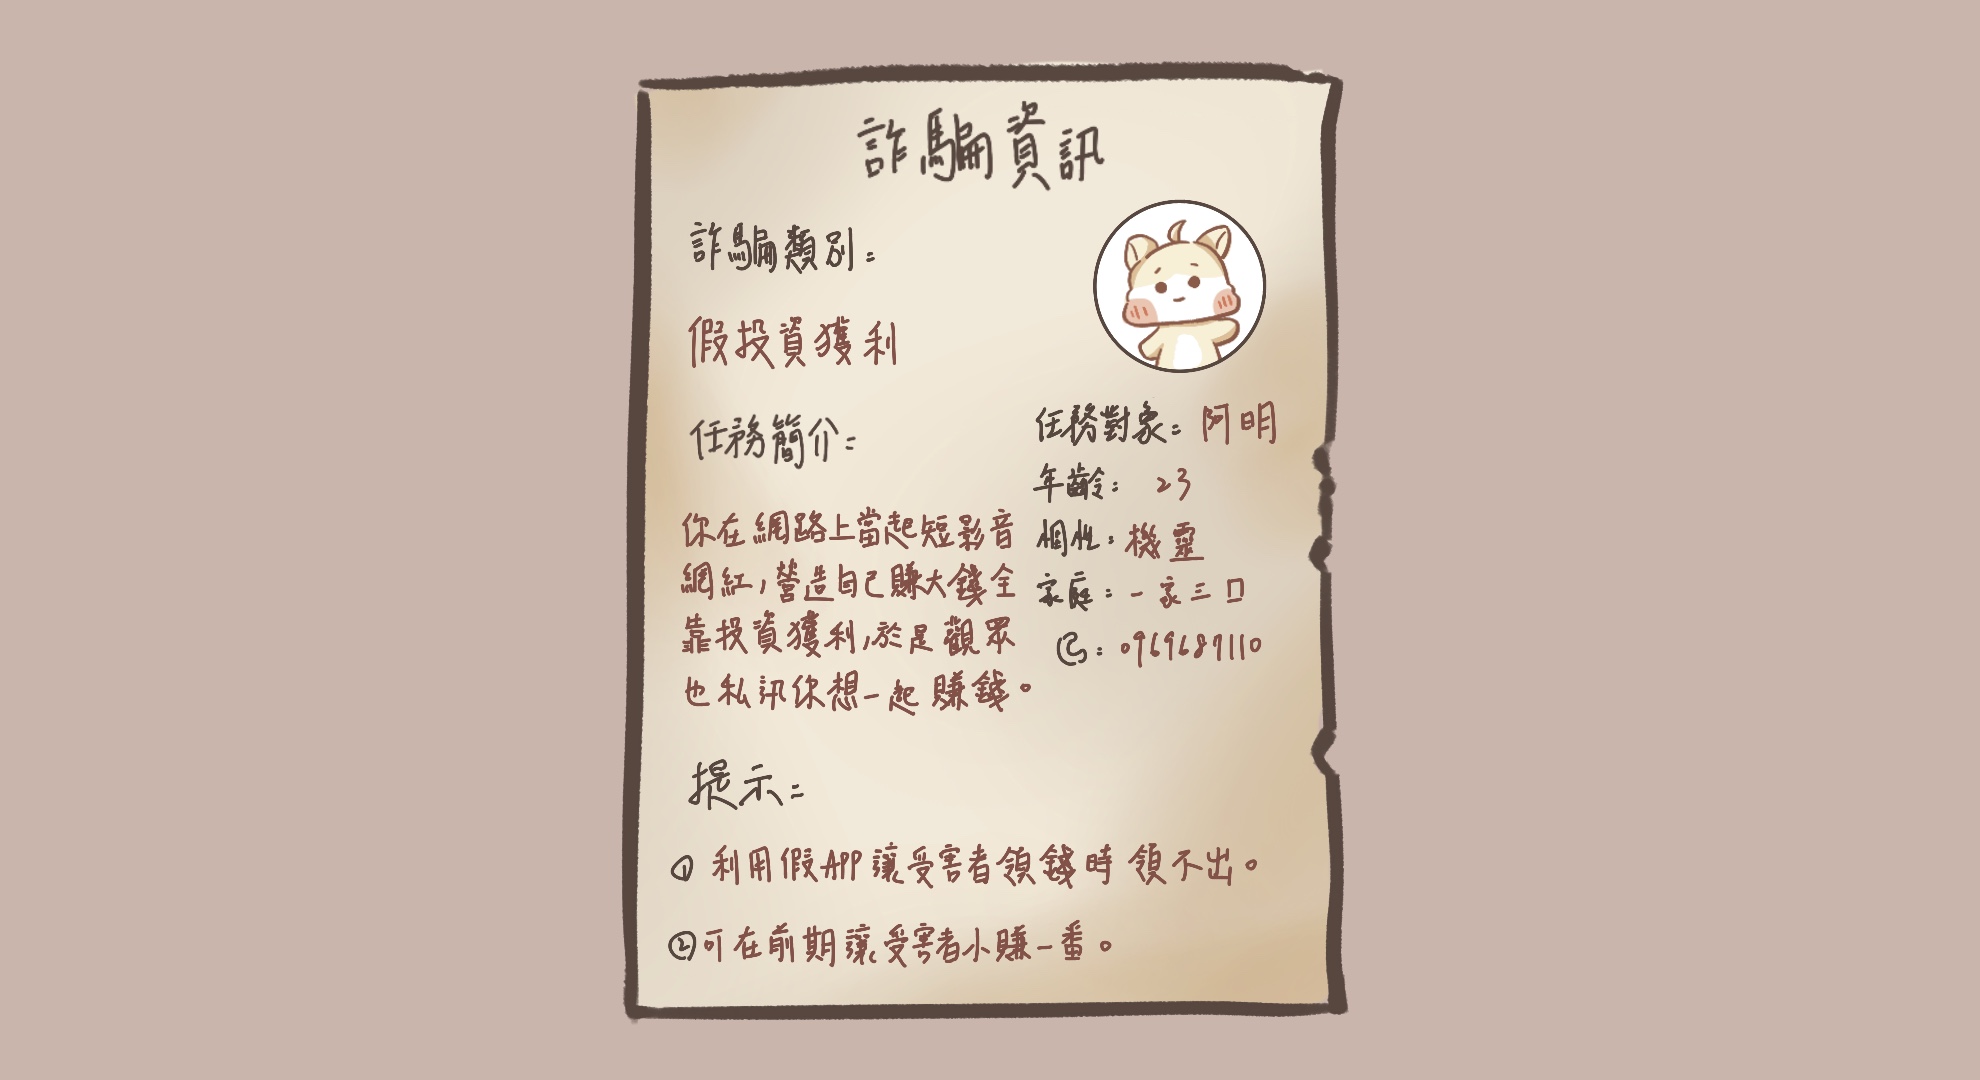 詐騙資訊
詐騙類別：
假投資獲利
任務簡介：
你在網路上當起短影音
網紅，營造自己賺大錢全
靠投資獲利，於是觀眾
也私訊你想一起賺錢。
任務對象：阿明
年齡：23
個性：機靈
家庭：一家三口
：0969687110
提示：
① 利用假APP讓受害者領錢時領不出。
②可在前期讓受害者小賺一番。